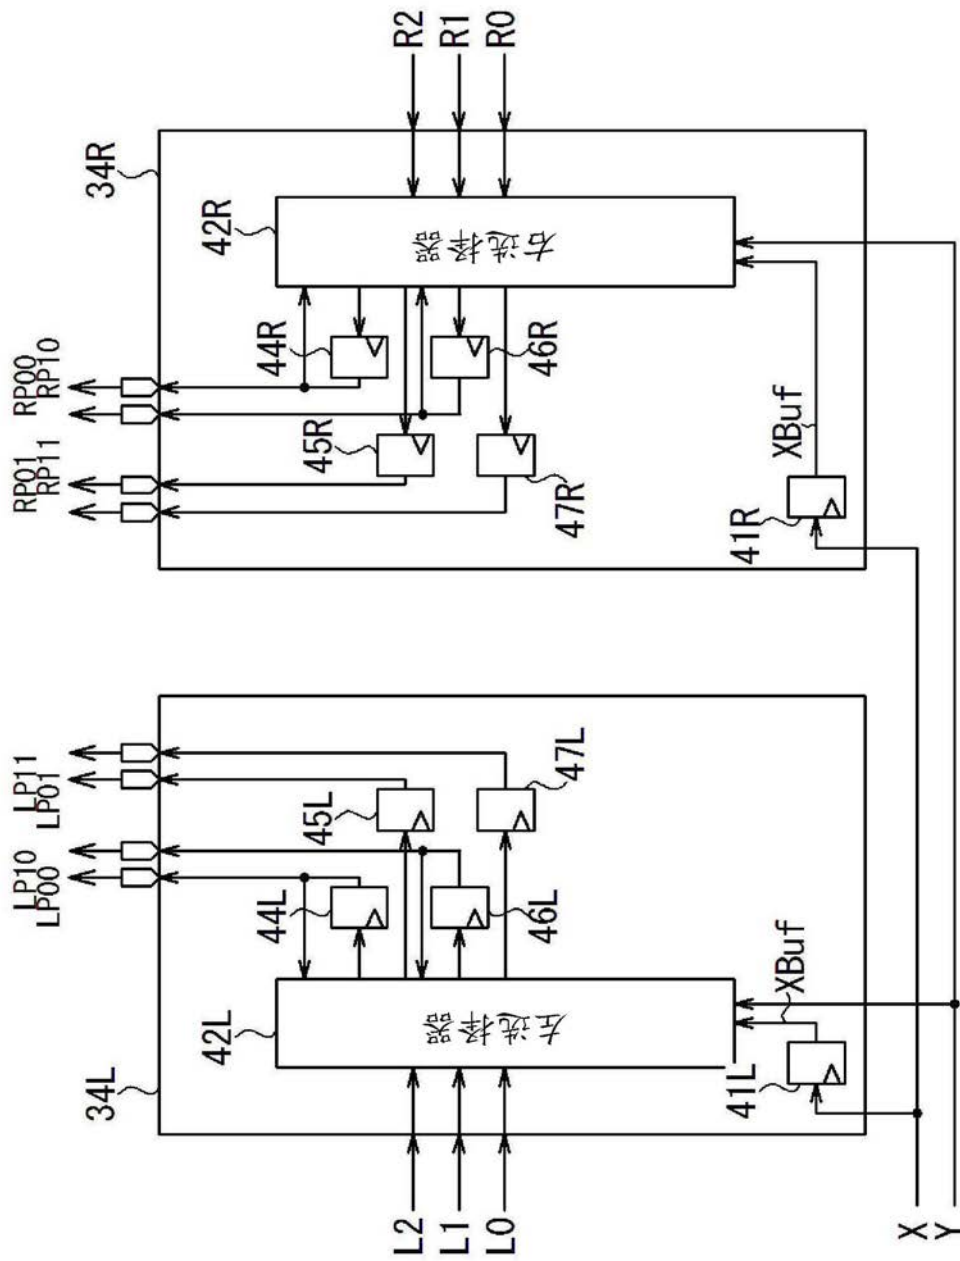 34L
34R
LP10
LP00
LP11
LP01
RP01
RP11
RP00
RP10
42L
44L
45L
45R
44R
42R
L2
L1
L0
左选择器
46L
47L
47R
46R
右选择器
R2
R1
R0
41L
XBuf
41R
XBuf
X
Y